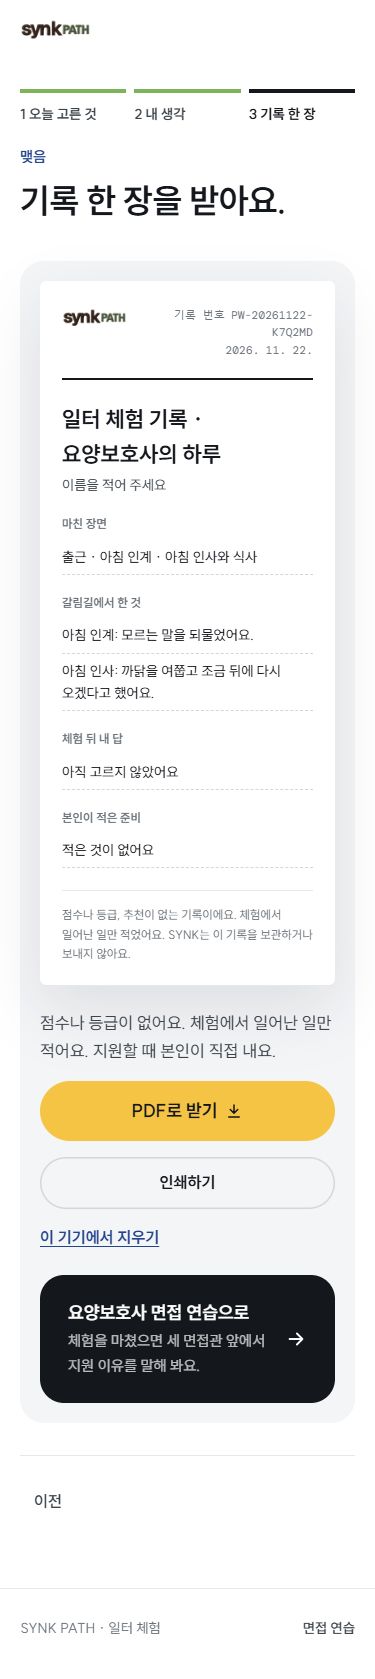 synk PATH
1 오늘 고른 것
2 내 생각
3 기록 한 장
맺음
기록 한 장을 받아요.
synk PATH
기록 번호 PW-20261122-
K7Q2MD
2026. 11. 22.
일터 체험 기록 ·
요양보호사의 하루
이름을 적어 주세요
마친 장면
출근 · 아침 인계 · 아침 인사와 식사
갈림길에서 한 것
아침 인계: 모르는 말을 되물었어요.
아침 인사: 까닭을 여쭙고 조금 뒤에 다시
오겠다고 했어요.
체험 뒤 내 답
아직 고르지 않았어요
본인이 적은 준비
적은 것이 없어요
점수나 등급, 추천이 없는 기록이에요. 체험에서
일어난 일만 적었어요. SYNK는 이 기록을 보관하거나
보내지 않아요.
점수나 등급이 없어요. 체험에서 일어난 일만
적어요. 지원할 때 본인이 직접 내요.
PDF로 받기
인쇄하기
이 기기에서 지우기
요양보호사 면접 연습으로
체험을 마쳤으면 세 면접관 앞에서
지원 이유를 말해 봐요.
이전
SYNK PATH · 일터 체험
면접 연습